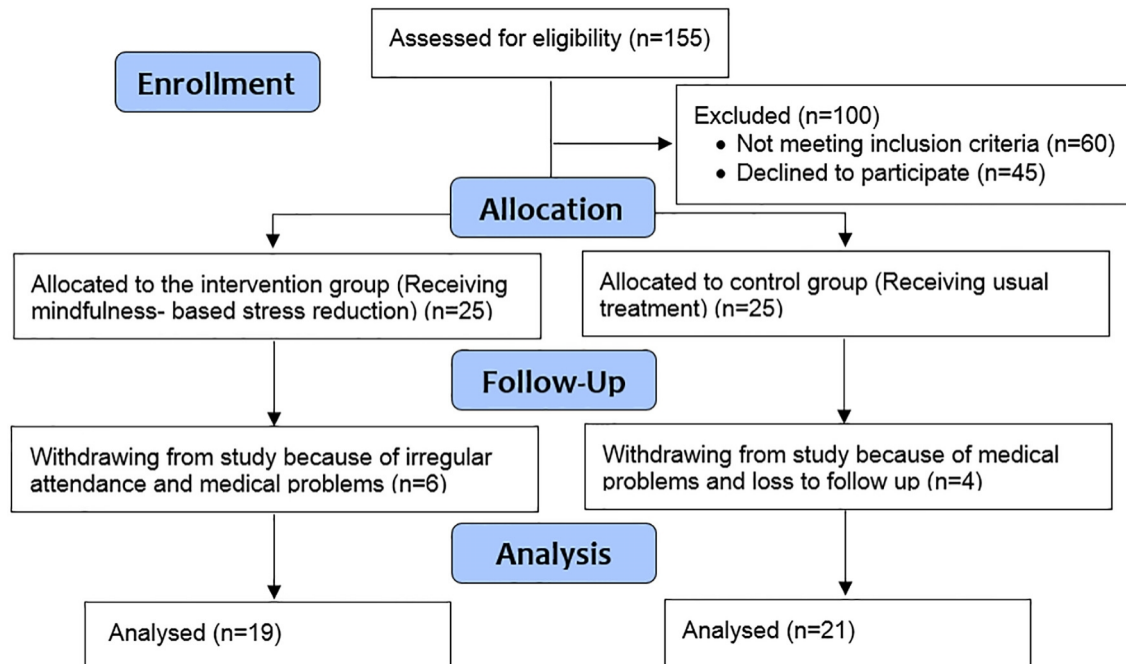 Assessed for eligibility (n=155)
Enrollment
Excluded (n=100)
• Not meeting inclusion criteria (n=60)
• Declined to participate (n=45)
Allocation
Allocated to the intervention group (Receiving
mindfulness- based stress reduction) (n=25)
Allocated to control group (Receiving usual
treatment) (n=25)
Follow-Up
Withdrawing from study because of irregular
attendance and medical problems (n=6)
Withdrawing from study because of medical
problems and loss to follow up (n=4)
Analysis
Analysed (n=19)
Analysed (n=21)